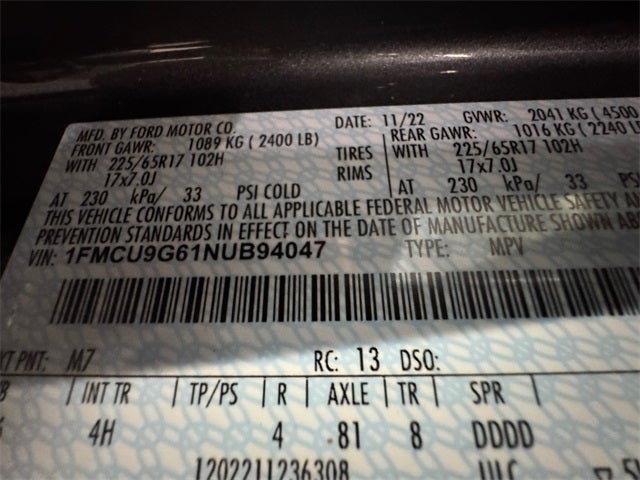 MFD. BY FORD MOTOR CO. DATE: 11/22 GVWR: 2041 KG ( 4500
FRONT GAWR: 1089 KG ( 2400 LB) REAR GAWR: 1016 KG ( 2240
WITH 225/65R17 102H TIRES WITH 225/65R17 102H
17x7.0J RIMS 17x7.0J
AT 230 kPa/ 33 PSI COLD AT 230 kPa/ 33
THIS VEHICLE CONFORMS TO ALL APPLICABLE FEDERAL MOTOR VEHICLE SAFETY
PREVENTION STANDARDS IN EFFECT ON THE DATE OF MANUFACTURE SHOWN
VIN: 1FMCU9G61NUB94047 TYPE: MPV
PNT: M7 RC: 13 DSO:
INT TR TP/PS R AXLE TR SPR
4H 4 81 8 DDDD
1202211236308